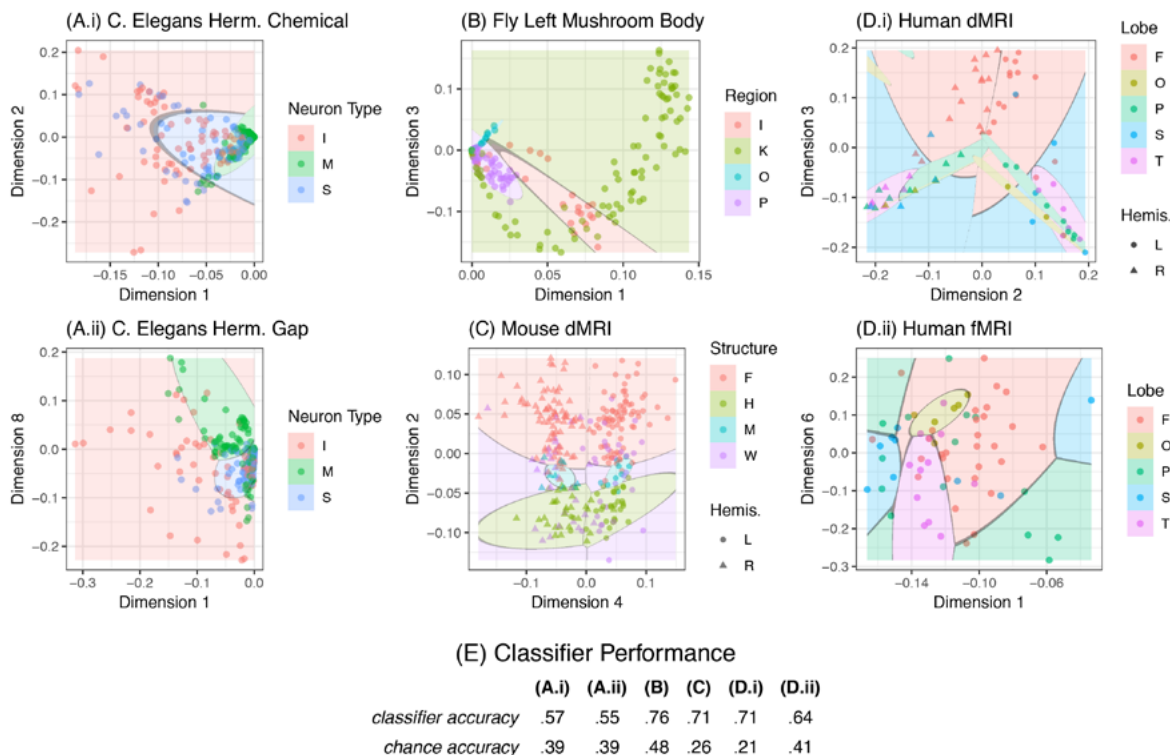 (A.i) C. Elegans Herm. Chemical
Dimension 2
0.2
0.1
0.0
−0.1
−0.2
−0.15
−0.10
−0.05
0.00
Dimension 1
Neuron Type
I
M
S
(B) Fly Left Mushroom Body
Dimension 3
0.1
0.0
−0.1
0.00
0.05
0.10
0.15
Dimension 1
Region
I
K
O
P
(D.i) Human dMRI
Dimension 3
0.2
0.1
0.0
−0.1
−0.2
−0.2
−0.1
0.0
0.1
0.2
Dimension 2
Lobe
F
O
P
S
T
Hemis.
L
R
(A.ii) C. Elegans Herm. Gap
Dimension 8
0.2
0.1
0.0
−0.1
−0.2
−0.3
−0.2
−0.1
0.0
Dimension 1
Neuron Type
I
M
S
(C) Mouse dMRI
Dimension 2
0.10
0.05
0.00
−0.05
−0.10
−0.1
0.0
0.1
Dimension 4
Structure
F
H
M
W
Hemis.
L
R
(D.ii) Human fMRI
Dimension 6
0.2
0.1
0.0
−0.1
−0.2
−0.3
−0.14
−0.10
−0.06
Dimension 1
Lobe
F
O
P
S
T
(E) Classifier Performance
(A.i) (A.ii) (B) (C) (D.i) (D.ii)
classifier accuracy .57 .55 .76 .71 .71 .64
chance accuracy .39 .39 .48 .26 .21 .41